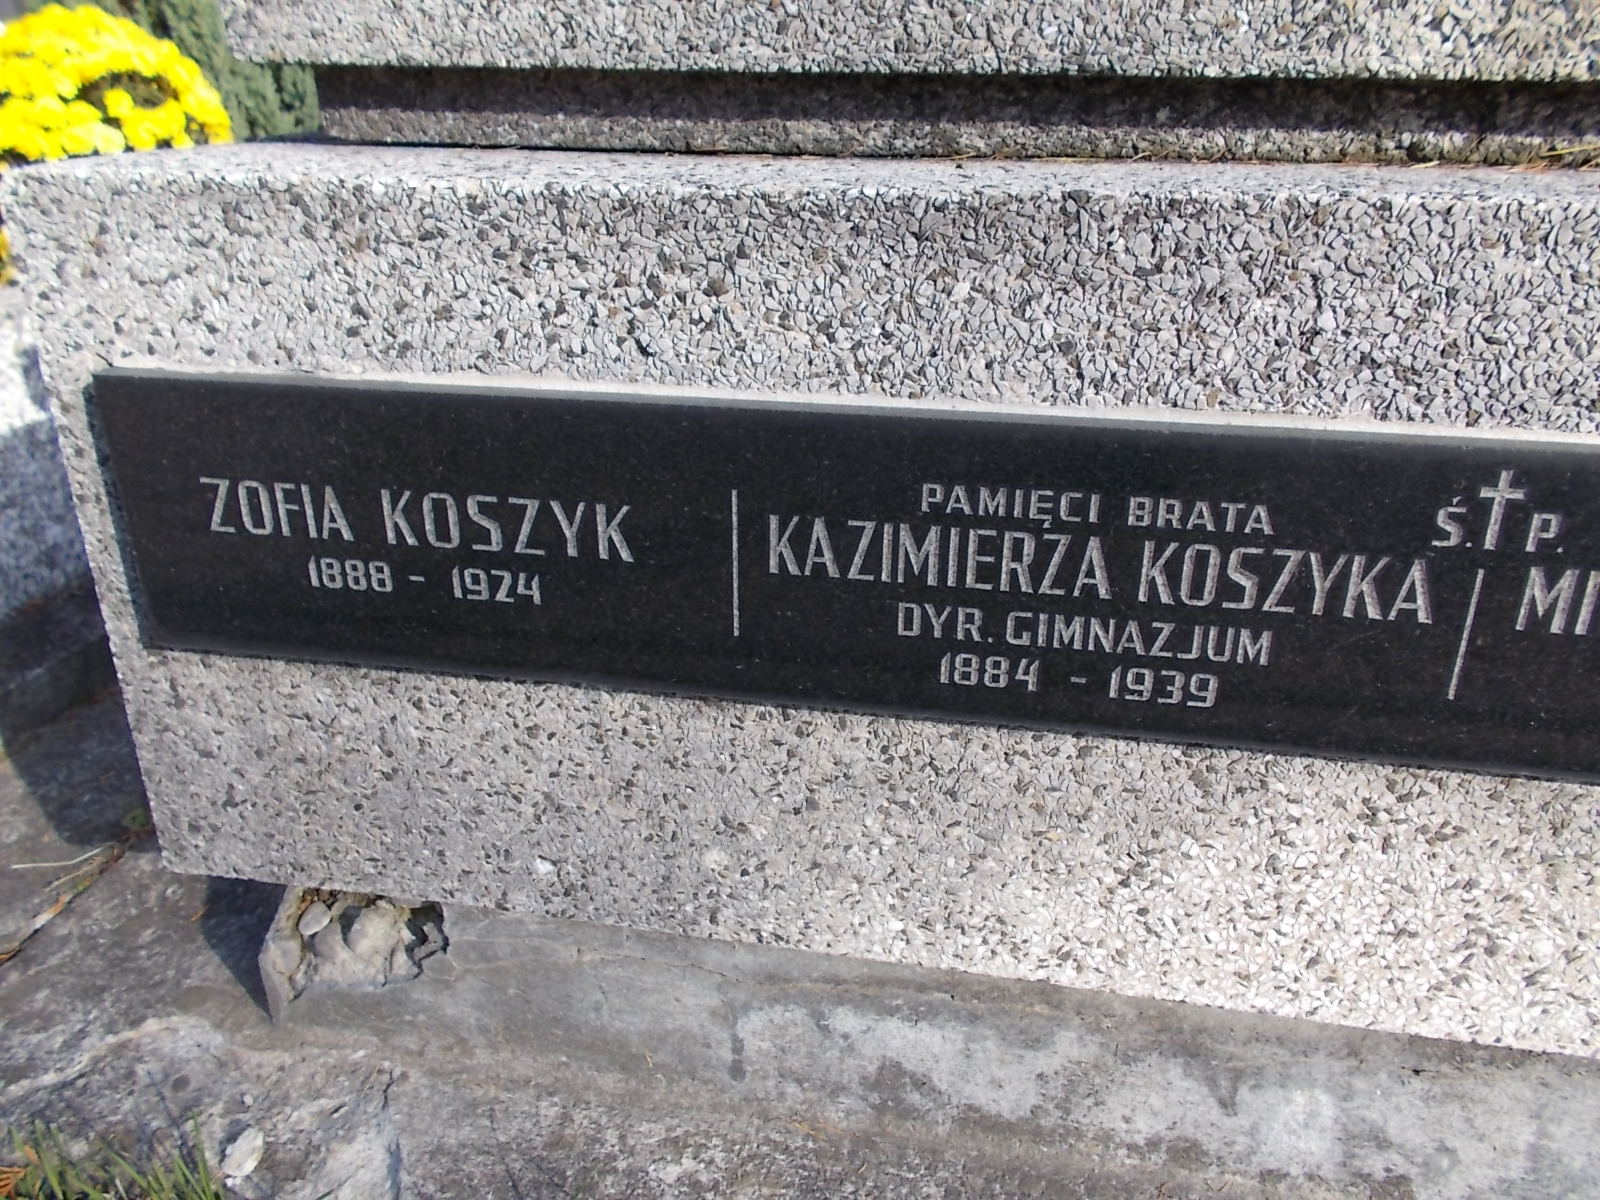 ZOFIA KOSZYK
1888 - 1924
PAMIĘCI BRATA
KAZIMIERZA KOSZYKA
DYR. GIMNAZJUM
1884 - 1939
Ś.†P.